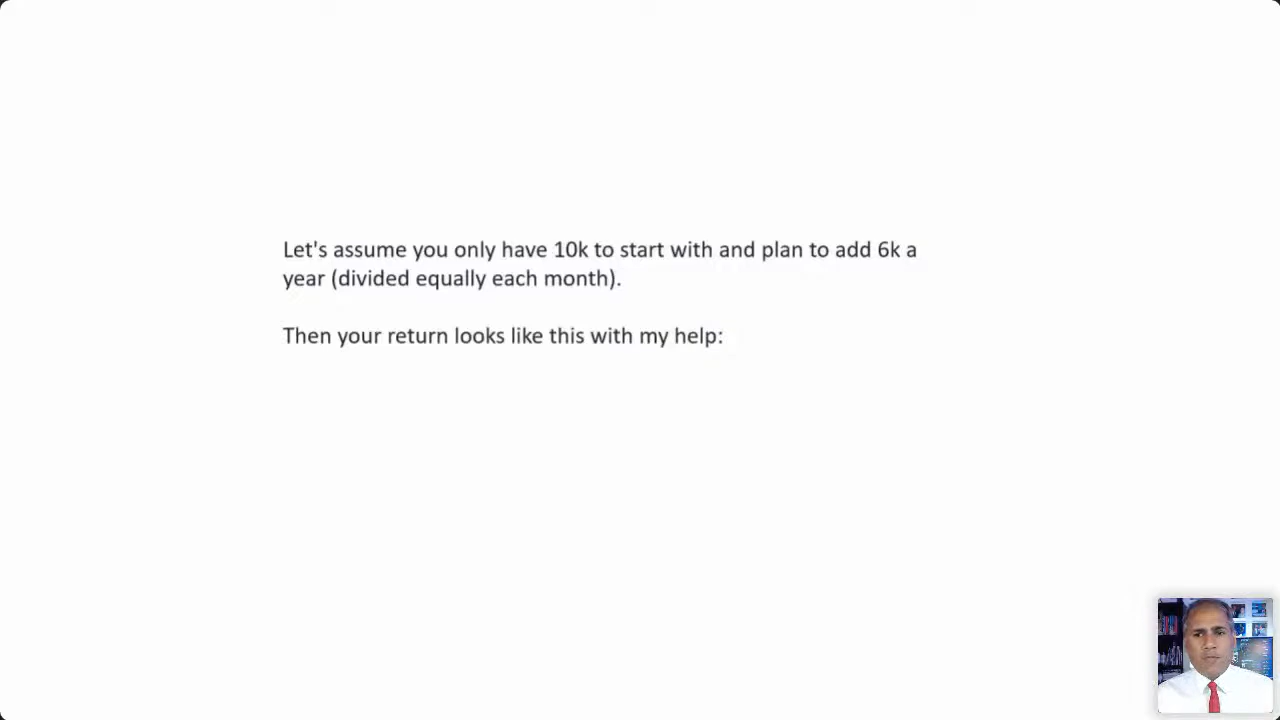 Let's assume you only have 10k to start with and plan to add 6k a
year (divided equally each month).
Then your return looks like this with my help: